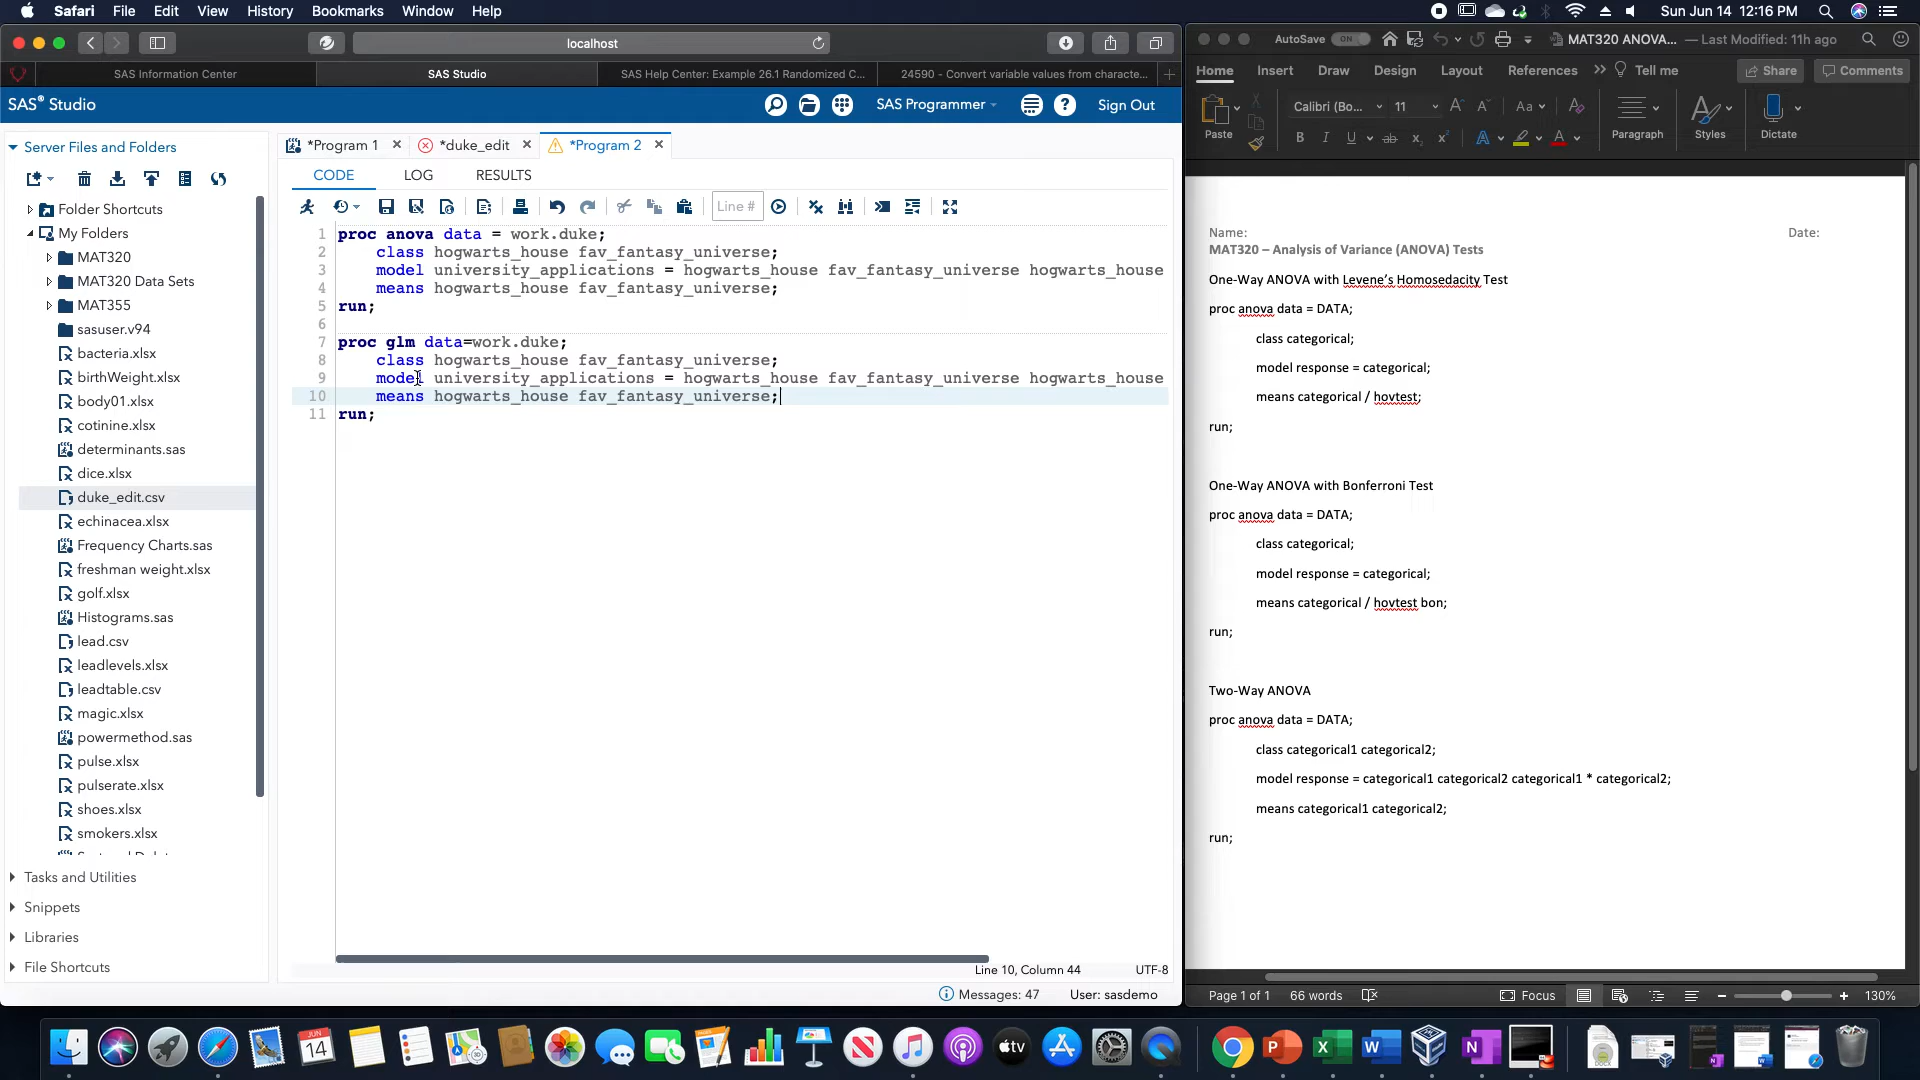 Safari File Edit View History Bookmarks Window Help
Sun Jun 14 12:16 PM
localhost
SAS Information Center
SAS Studio
SAS Help Center: Example 26.1 Randomized C...
24590 - Convert variable values from characte...
SAS® Studio
SAS Programmer
Sign Out
Server Files and Folders
Folder Shortcuts
My Folders
MAT320
MAT320 Data Sets
MAT355
sasuser.v94
bacteria.xlsx
birthWeight.xlsx
body01.xlsx
cotinine.xlsx
determinants.sas
dice.xlsx
duke_edit.csv
echinacea.xlsx
Frequency Charts.sas
freshman weight.xlsx
golf.xlsx
Histograms.sas
lead.csv
leadlevels.xlsx
leadtable.csv
magic.xlsx
powermethod.sas
pulse.xlsx
pulserate.xlsx
shoes.xlsx
smokers.xlsx
Tasks and Utilities
Snippets
Libraries
File Shortcuts
*Program 1
*duke_edit
*Program 2
CODE LOG RESULTS
Line #
1 proc anova data = work.duke;
2 class hogwarts_house fav_fantasy_universe;
3 model university_applications = hogwarts_house fav_fantasy_universe hogwarts_house
4 means hogwarts_house fav_fantasy_universe;
5 run;
6
7 proc glm data=work.duke;
8 class hogwarts_house fav_fantasy_universe;
9 model university_applications = hogwarts_house fav_fantasy_universe hogwarts_house
10 means hogwarts_house fav_fantasy_universe;
11 run;
Line 10, Column 44
UTF-8
Messages: 47
User: sasdemo
AutoSave ON
MAT320 ANOVA... — Last Modified: 11h ago
Home Insert Draw Design Layout References >> Tell me
Share
Comments
Paste
Calibri (Bo...
11
Paragraph
Styles
Dictate
Name:
Date:
MAT320 – Analysis of Variance (ANOVA) Tests
One-Way ANOVA with Levene's Homosedacity Test
proc anova data = DATA;
class categorical;
model response = categorical;
means categorical / hovtest;
run;
One-Way ANOVA with Bonferroni Test
proc anova data = DATA;
class categorical;
model response = categorical;
means categorical / hovtest bon;
run;
Two-Way ANOVA
proc anova data = DATA;
class categorical1 categorical2;
model response = categorical1 categorical2 categorical1 * categorical2;
means categorical1 categorical2;
run;
Page 1 of 1
66 words
Focus
130%
JUN
14
tv